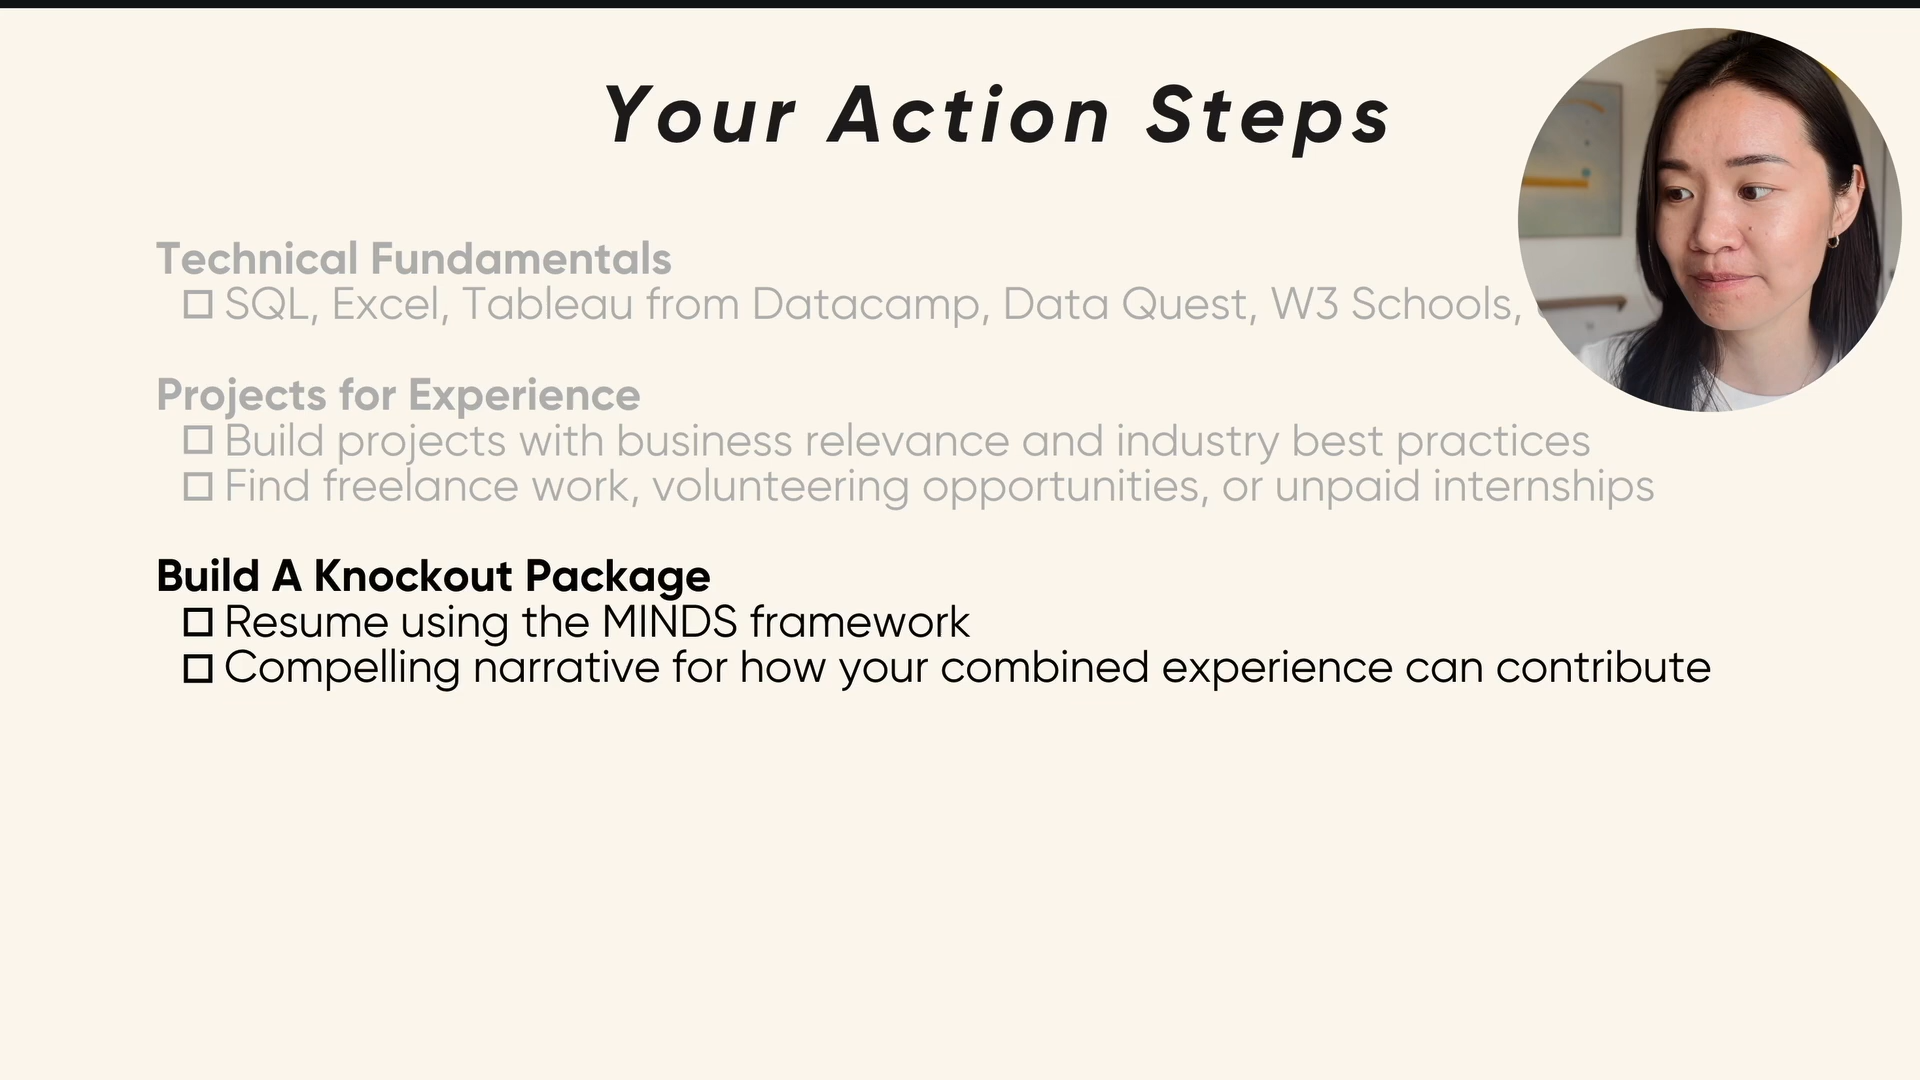 Your Action Steps
Technical Fundamentals
SQL, Excel, Tableau from Datacamp, Data Quest, W3 Schools,
Projects for Experience
Build projects with business relevance and industry best practices
Find freelance work, volunteering opportunities, or unpaid internships
Build A Knockout Package
Resume using the MINDS framework
Compelling narrative for how your combined experience can contribute